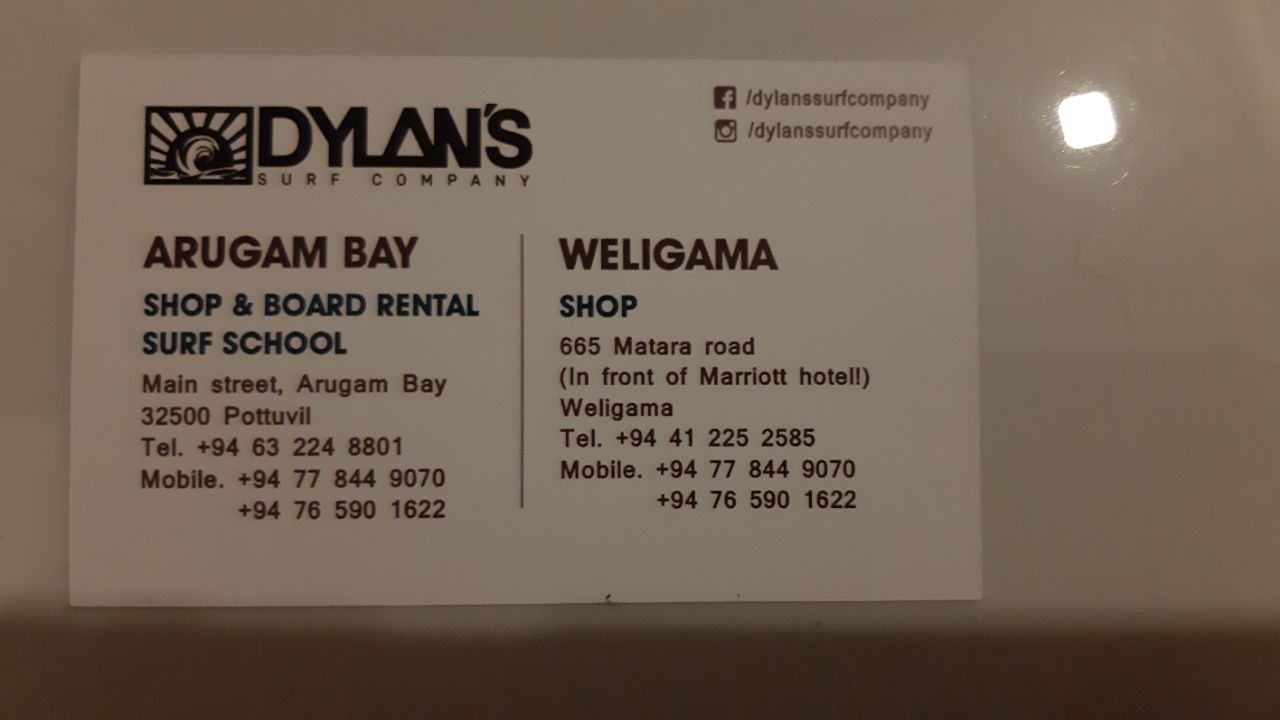 DYLAN'S
SURF COMPANY
/dylanssurfcompany
/dylanssurfcompany
ARUGAM BAY
SHOP & BOARD RENTAL
SURF SCHOOL
Main street, Arugam Bay
32500 Pottuvil
Tel. +94 63 224 8801
Mobile. +94 77 844 9070
+94 76 590 1622
WELIGAMA
SHOP
665 Matara road
(In front of Marriott hotel!)
Weligama
Tel. +94 41 225 2585
Mobile. +94 77 844 9070
+94 76 590 1622